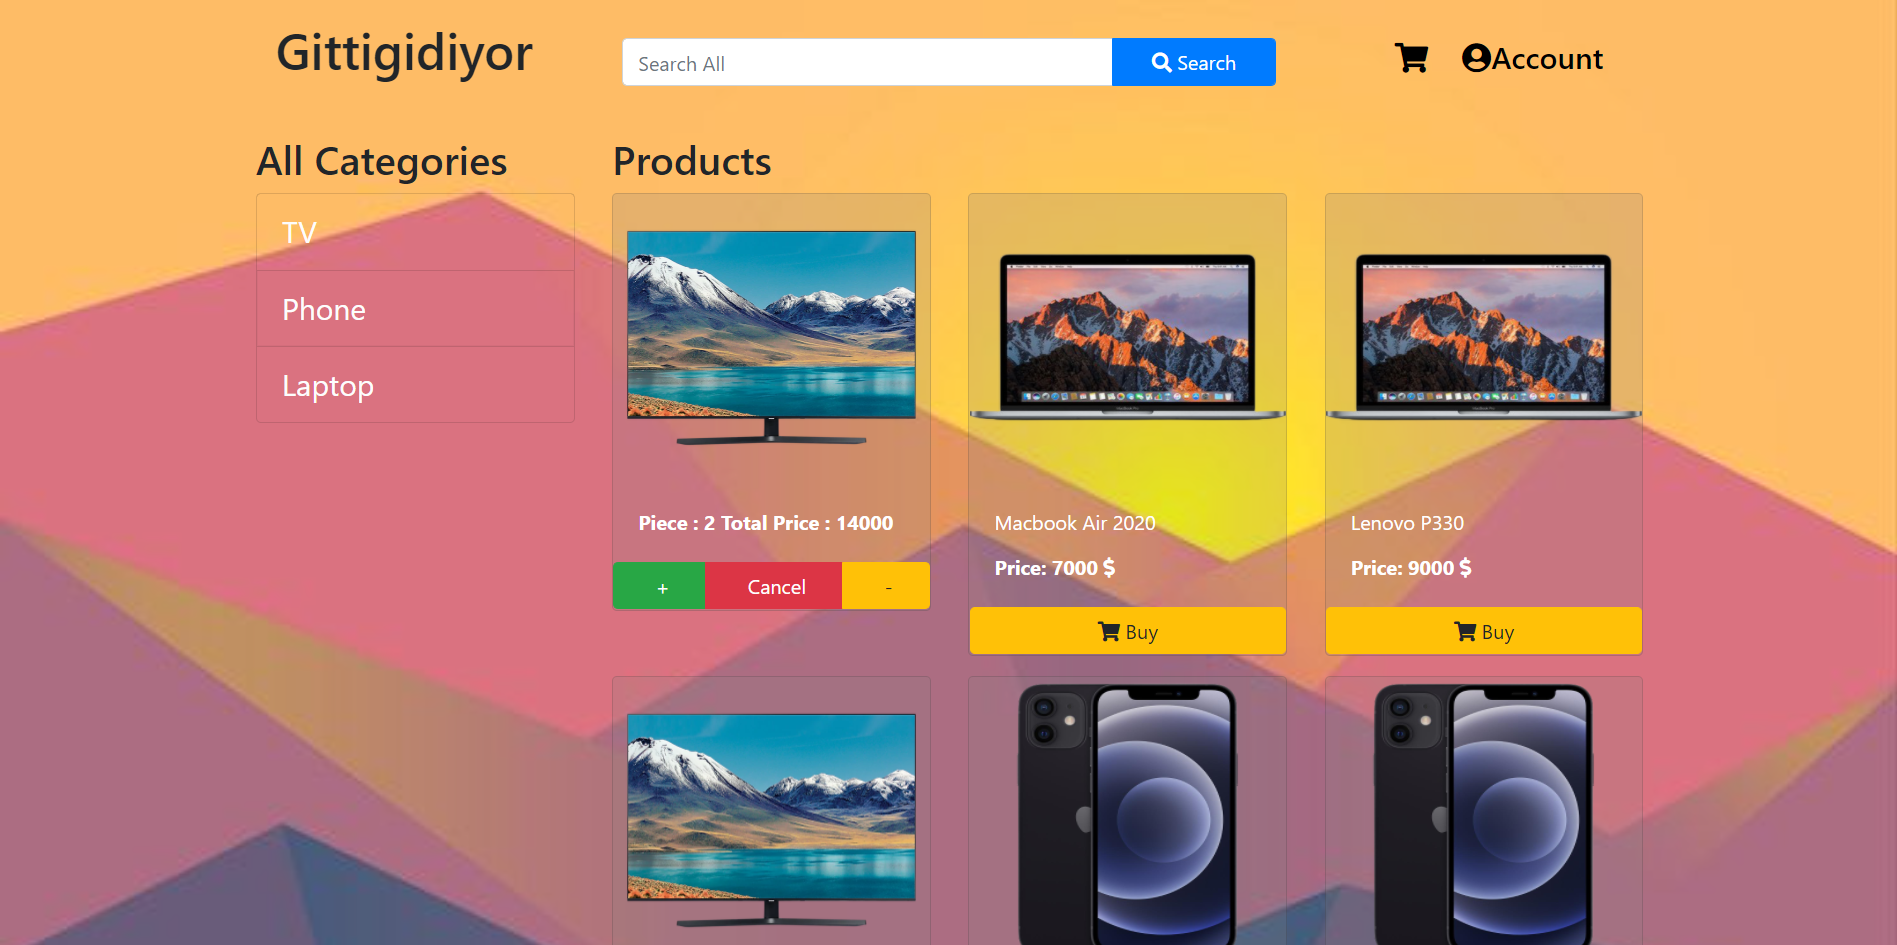 Gittigidiyor
Search All
Search
Account
All Categories
TV
Phone
Laptop
Products
Piece : 2 Total Price : 14000
+
Cancel
-
Macbook Air 2020
Price: 7000 $
Buy
Lenovo P330
Price: 9000 $
Buy